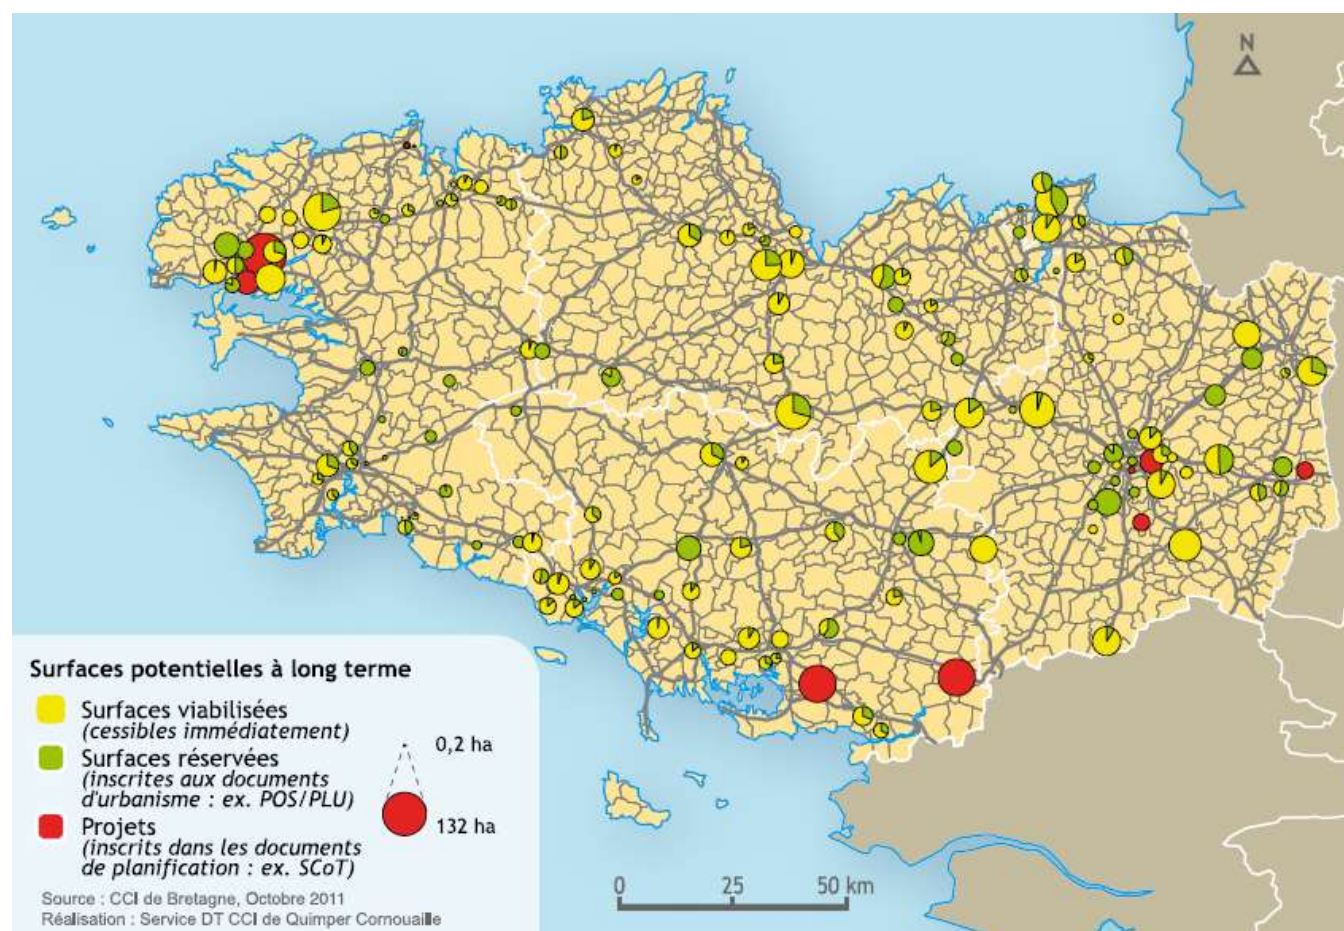 N
Surfaces potentielles à long terme
Surfaces viabilisées
(cessibles immédiatement)
Surfaces réservées
(inscrites aux documents
d'urbanisme : ex. POS/PLU)
Projets
(inscrits dans les documents
de planification : ex. SCoT)
0,2 ha
132 ha
Source : CCI de Bretagne, Octobre 2011
Réalisation : Service DT CCI de Quimper Cornouaille
0 25 50 km